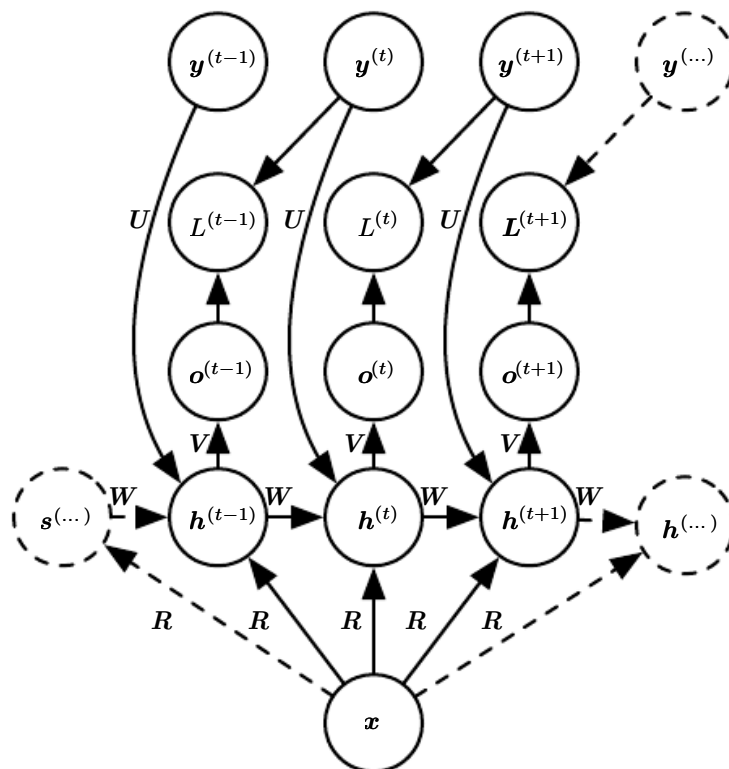 y^(t−1) y^(t) y^(t+1) y^(...)
U L^(t−1) U L^(t) U L^(t+1)
o^(t−1) o^(t) o^(t+1)
V V V
W W W W
s^(...) h^(t−1) h^(t) h^(t+1) h^(...)
R R R R R
x